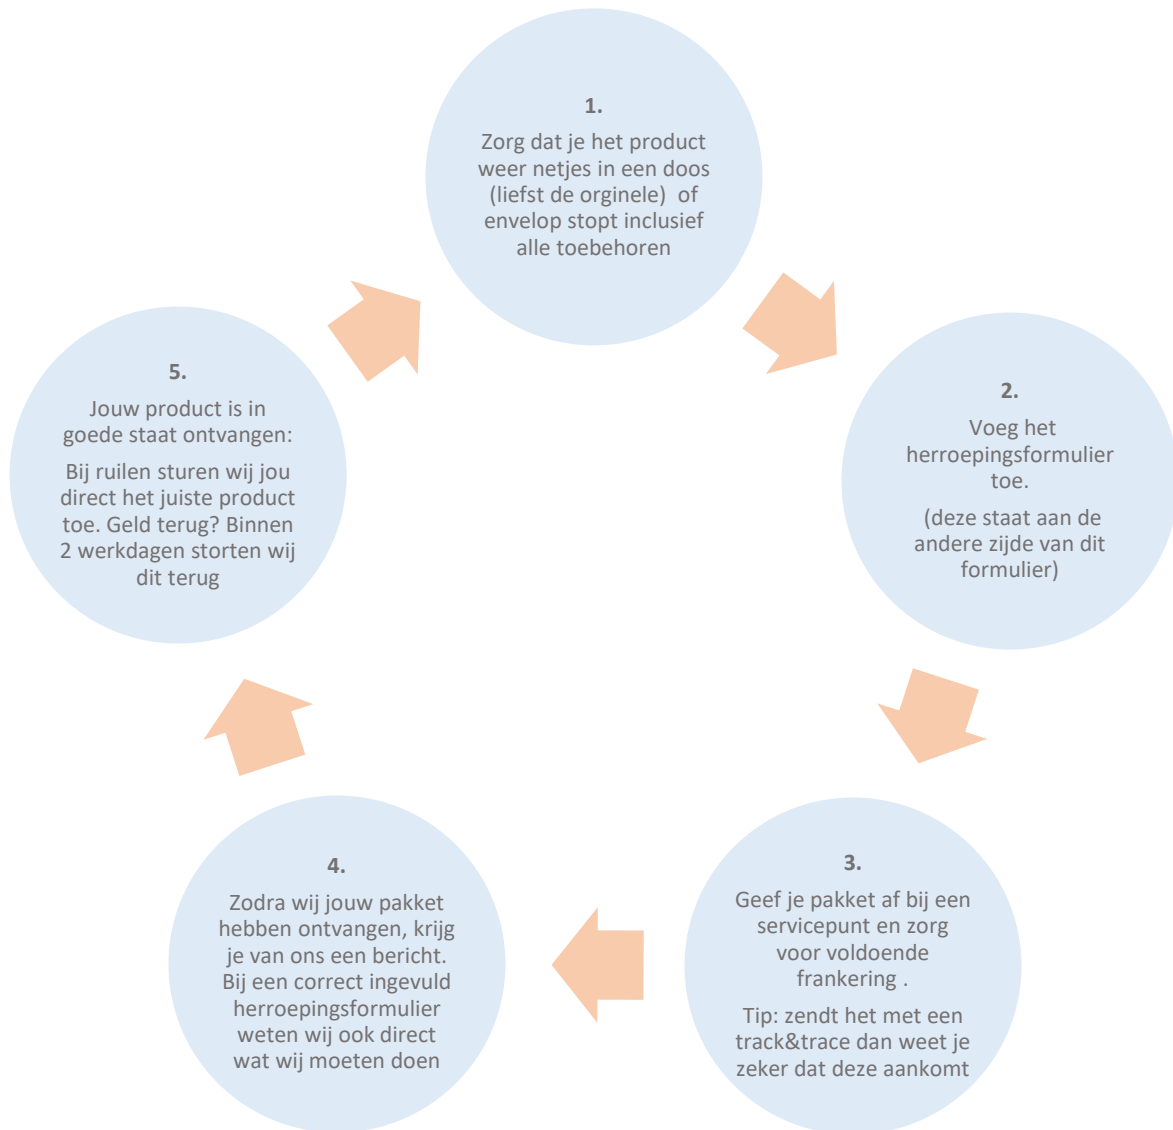 1.
Zorg dat je het product
weer netjes in een doos
(liefst de orginele)  of
envelop stopt inclusief
alle toebehoren
2.
Voeg het
herroepingsformulier
toe.
(deze staat aan de
andere zijde van dit
formulier)
3.
Geef je pakket af bij een
servicepunt en zorg
voor voldoende
frankering .
Tip: zendt het met een
track&trace dan weet je
zeker dat deze aankomt
4.
Zodra wij jouw pakket
hebben ontvangen, krijg
je van ons een bericht.
Bij een correct ingevuld
herroepingsformulier
weten wij ook direct
wat wij moeten doen
5.
Jouw product is in
goede staat ontvangen:
Bij ruilen sturen wij jou
direct het juiste product
toe. Geld terug? Binnen
2 werkdagen storten wij
dit terug